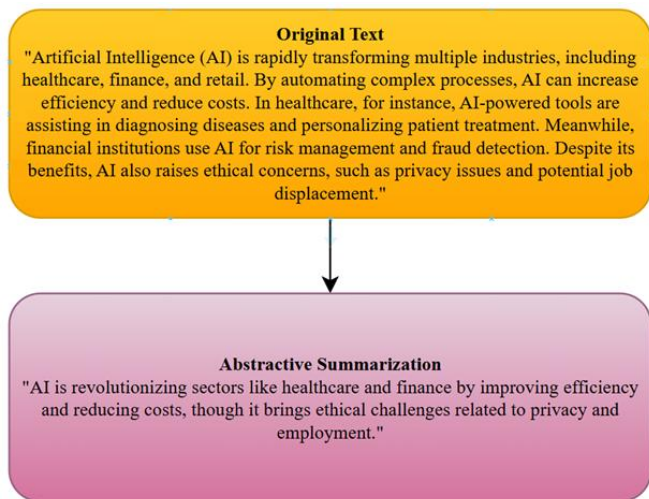 Original Text
"Artificial Intelligence (AI) is rapidly transforming multiple industries, including
healthcare, finance, and retail. By automating complex processes, AI can increase
efficiency and reduce costs. In healthcare, for instance, AI-powered tools are
assisting in diagnosing diseases and personalizing patient treatment. Meanwhile,
financial institutions use AI for risk management and fraud detection. Despite its
benefits, AI also raises ethical concerns, such as privacy issues and potential job
displacement."
Abstractive Summarization
"AI is revolutionizing sectors like healthcare and finance by improving efficiency
and reducing costs, though it brings ethical challenges related to privacy and
employment."